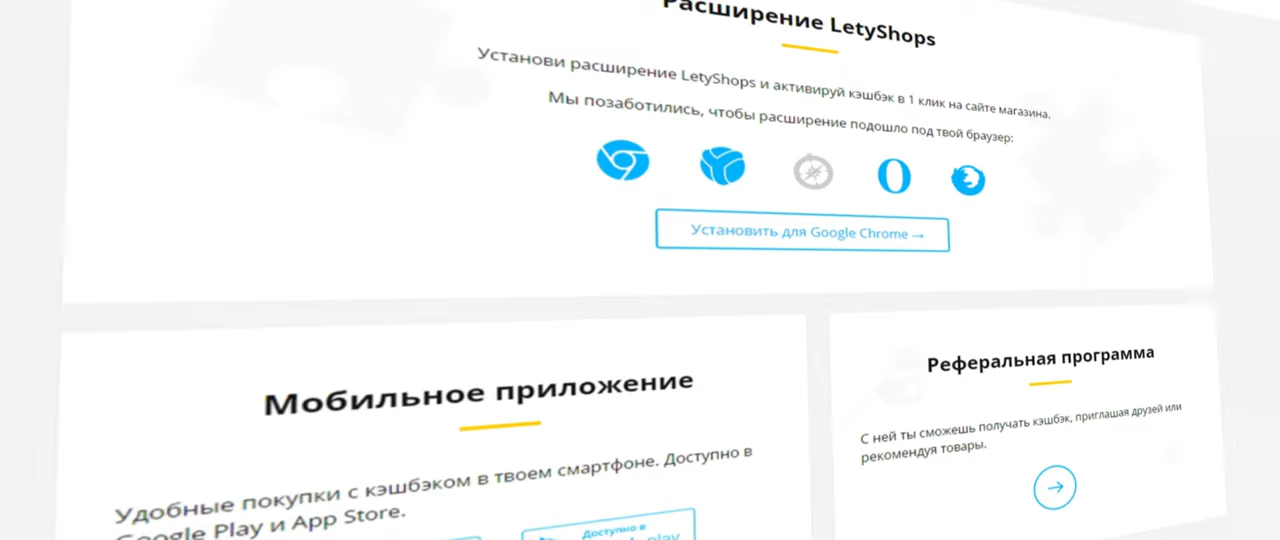 Расширение LetyShops
Установи расширение LetyShops и активируй кэшбэк в 1 клик на сайте магазина.
Мы позаботились, чтобы расширение подошло под твой браузер:
Установить для Google Chrome →
Мобильное приложение
Удобные покупки с кэшбэком в твоем смартфоне. Доступно в
Google Play и App Store.
Доступно в
play
Реферальная программа
С ней ты сможешь получать кэшбэк, приглашая друзей или
рекомендуя товары.